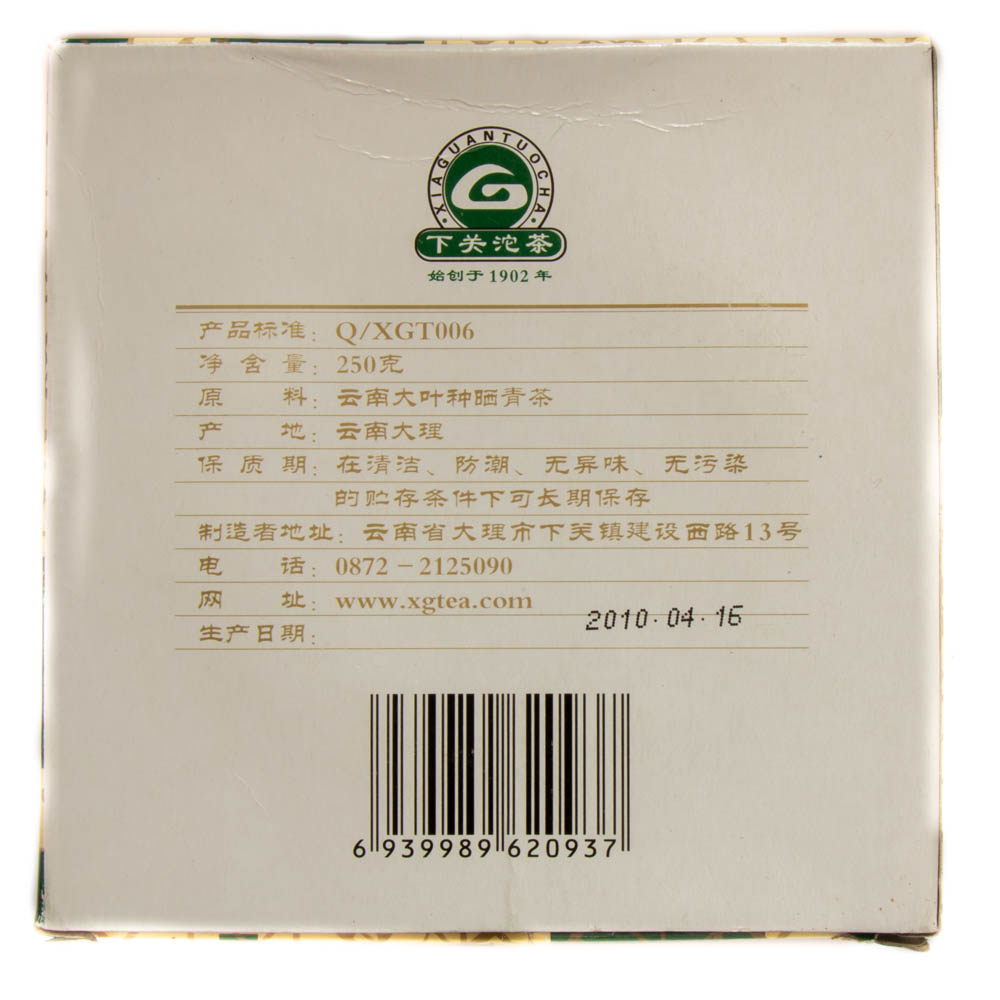 ·XIAGUANTUOCHA·
下关沱茶
始创于1902年
产品标准：Q/XGT006
净含量：250克
原料：云南大叶种晒青茶
产地：云南大理
保质期：在清洁、防潮、无异味、无污染
的贮存条件下可长期保存
制造者地址：云南省大理市下关镇建设西路13号
电话：0872－2125090
网址：www.xgtea.com
生产日期：2010·04·16
6 939989 620937